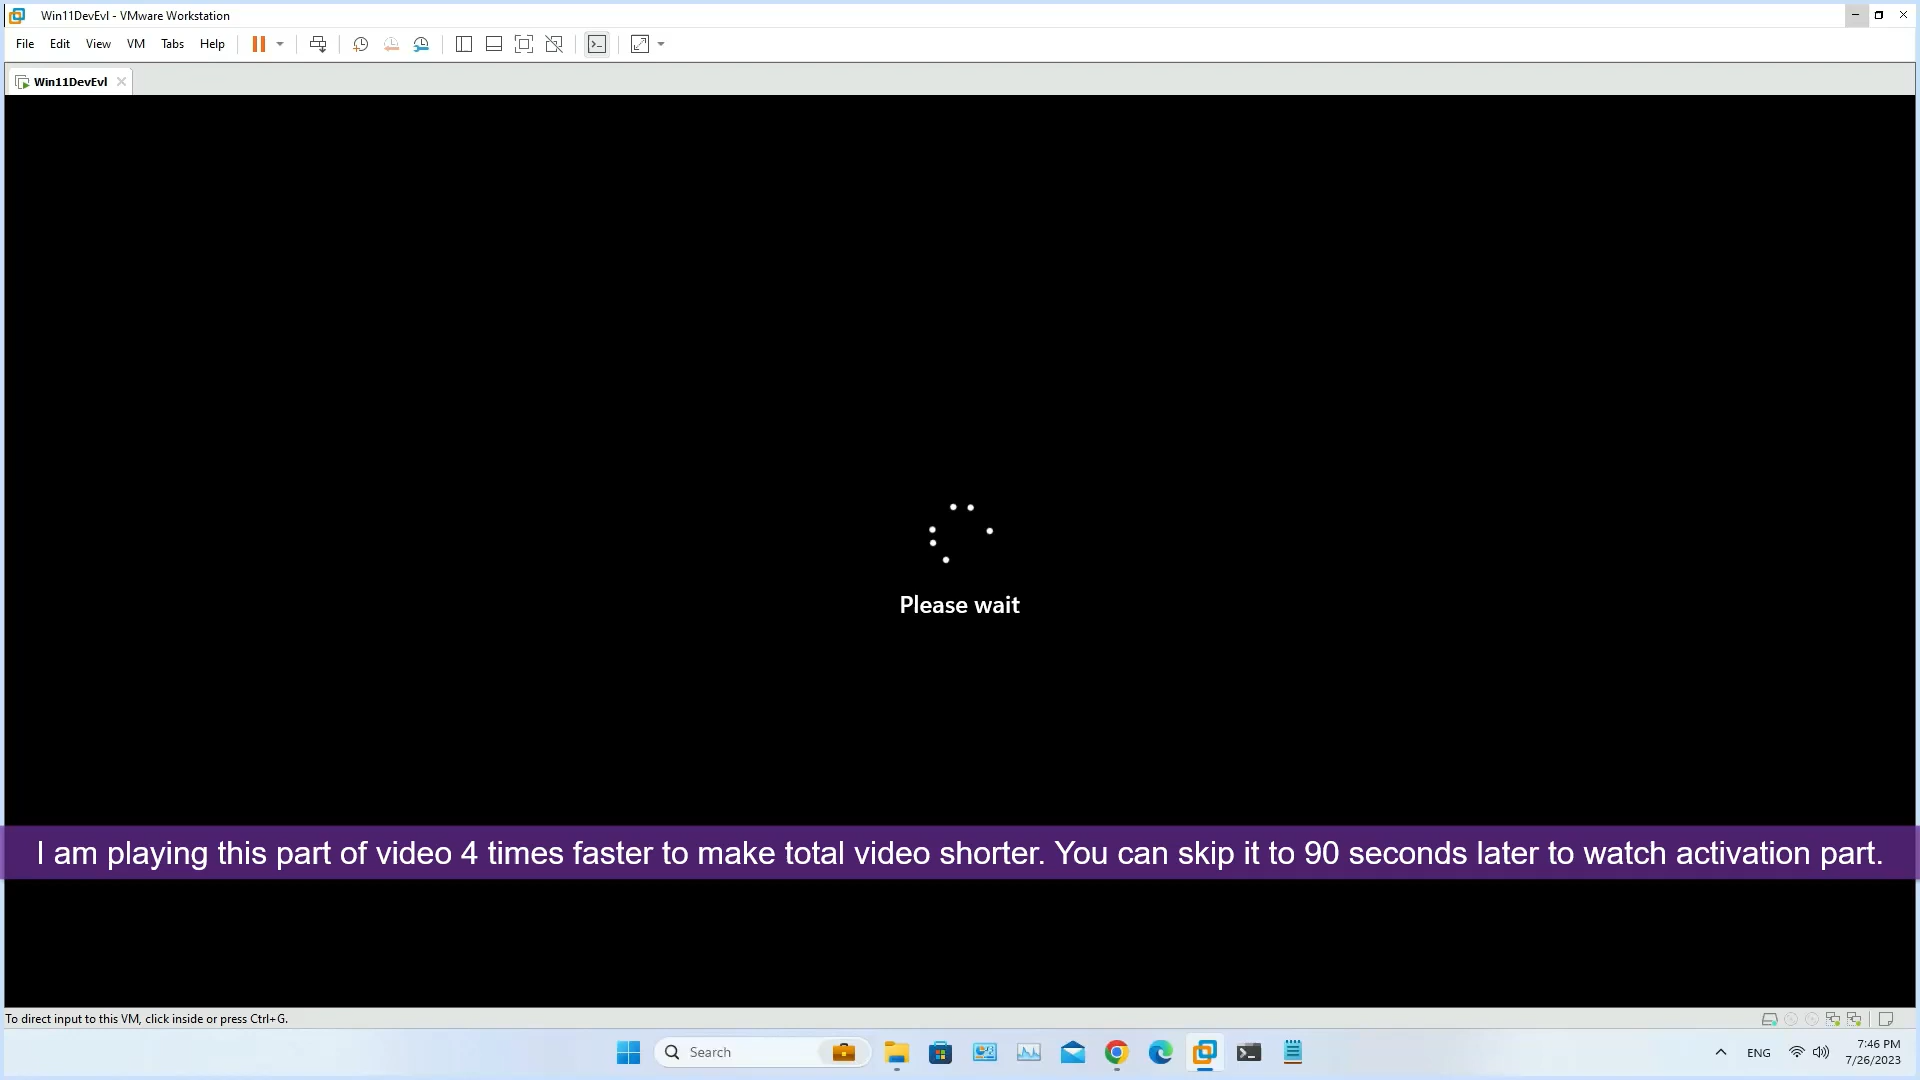 Win11DevEvl - VMware Workstation
File Edit View VM Tabs Help
Win11DevEvl
Please wait
I am playing this part of video 4 times faster to make total video shorter. You can skip it to 90 seconds later to watch activation part.
To direct input to this VM, click inside or press Ctrl+G.
Search
ENG
7:46 PM
7/26/2023